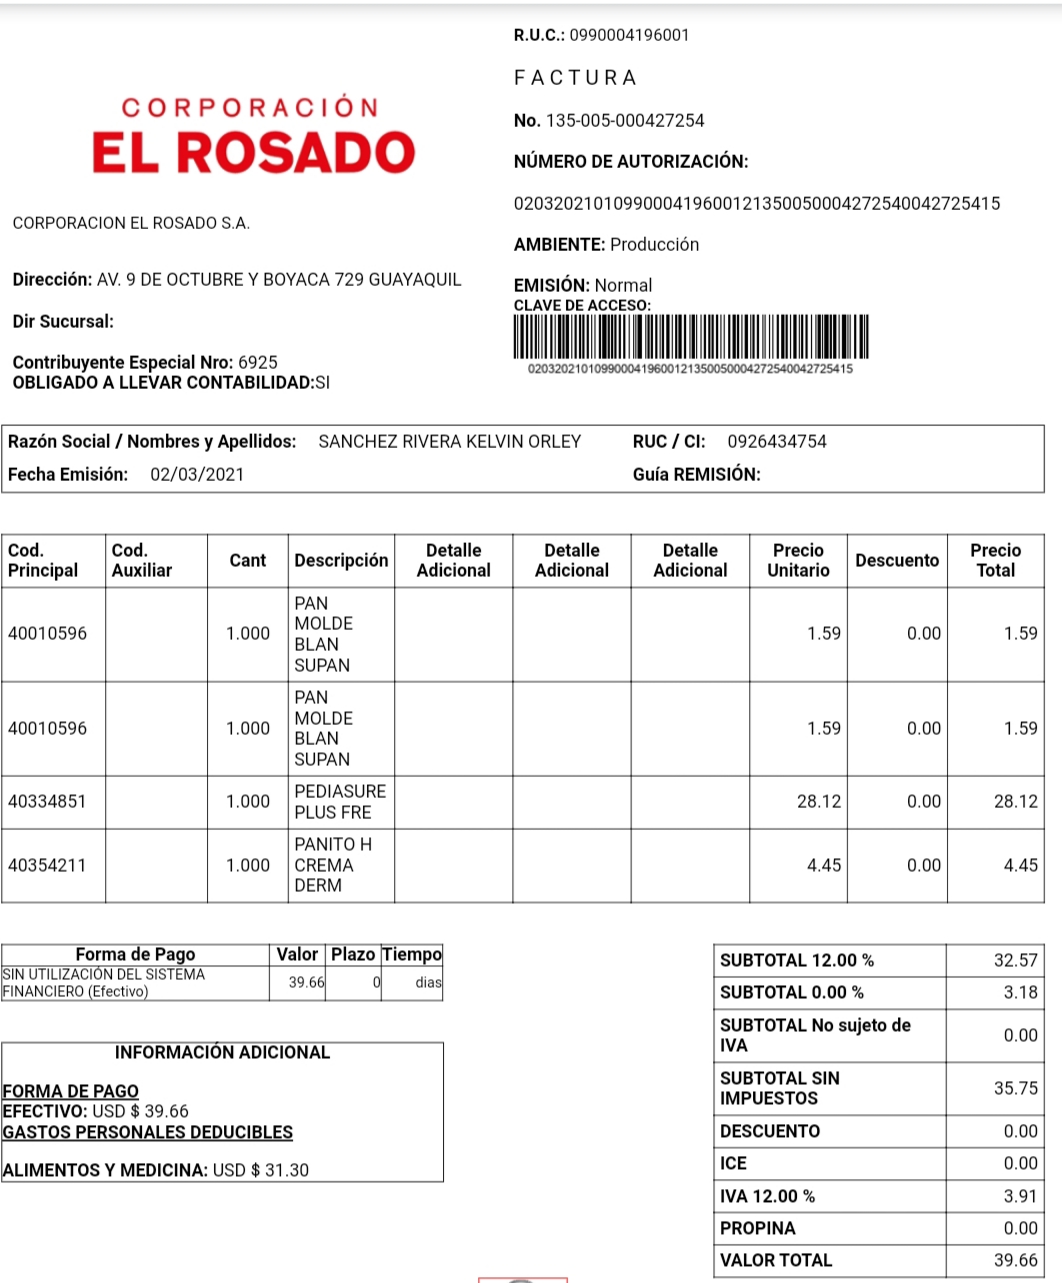 R.U.C.: 0990004196001
FACTURA
No. 135-005-000427254
NÚMERO DE AUTORIZACIÓN:
0203202101099000419600121350050004272540042725415
AMBIENTE: Producción
EMISIÓN: Normal
CLAVE DE ACCESO:
0203202101099000419600121350050004272540042725415
CORPORACIÓN
EL ROSADO
CORPORACION EL ROSADO S.A.
Dirección: AV. 9 DE OCTUBRE Y BOYACA 729 GUAYAQUIL
Dir Sucursal:
Contribuyente Especial Nro: 6925
OBLIGADO A LLEVAR CONTABILIDAD:SI
Razón Social / Nombres y Apellidos: SANCHEZ RIVERA KELVIN ORLEY RUC / CI: 0926434754
Fecha Emisión: 02/03/2021 Guía REMISIÓN:
Cod. Principal Cod. Auxiliar Cant Descripción Detalle Adicional Detalle Adicional Detalle Adicional Precio Unitario Descuento Precio Total
40010596 1.000 PAN MOLDE BLAN SUPAN 1.59 0.00 1.59
40010596 1.000 PAN MOLDE BLAN SUPAN 1.59 0.00 1.59
40334851 1.000 PEDIASURE PLUS FRE 28.12 0.00 28.12
40354211 1.000 PANITO H CREMA DERM 4.45 0.00 4.45
Forma de Pago Valor Plazo Tiempo
SIN UTILIZACIÓN DEL SISTEMA FINANCIERO (Efectivo) 39.66 0 dias
INFORMACIÓN ADICIONAL
FORMA DE PAGO
EFECTIVO: USD $ 39.66
GASTOS PERSONALES DEDUCIBLES
ALIMENTOS Y MEDICINA: USD $ 31.30
SUBTOTAL 12.00 % 32.57
SUBTOTAL 0.00 % 3.18
SUBTOTAL No sujeto de IVA 0.00
SUBTOTAL SIN IMPUESTOS 35.75
DESCUENTO 0.00
ICE 0.00
IVA 12.00 % 3.91
PROPINA 0.00
VALOR TOTAL 39.66